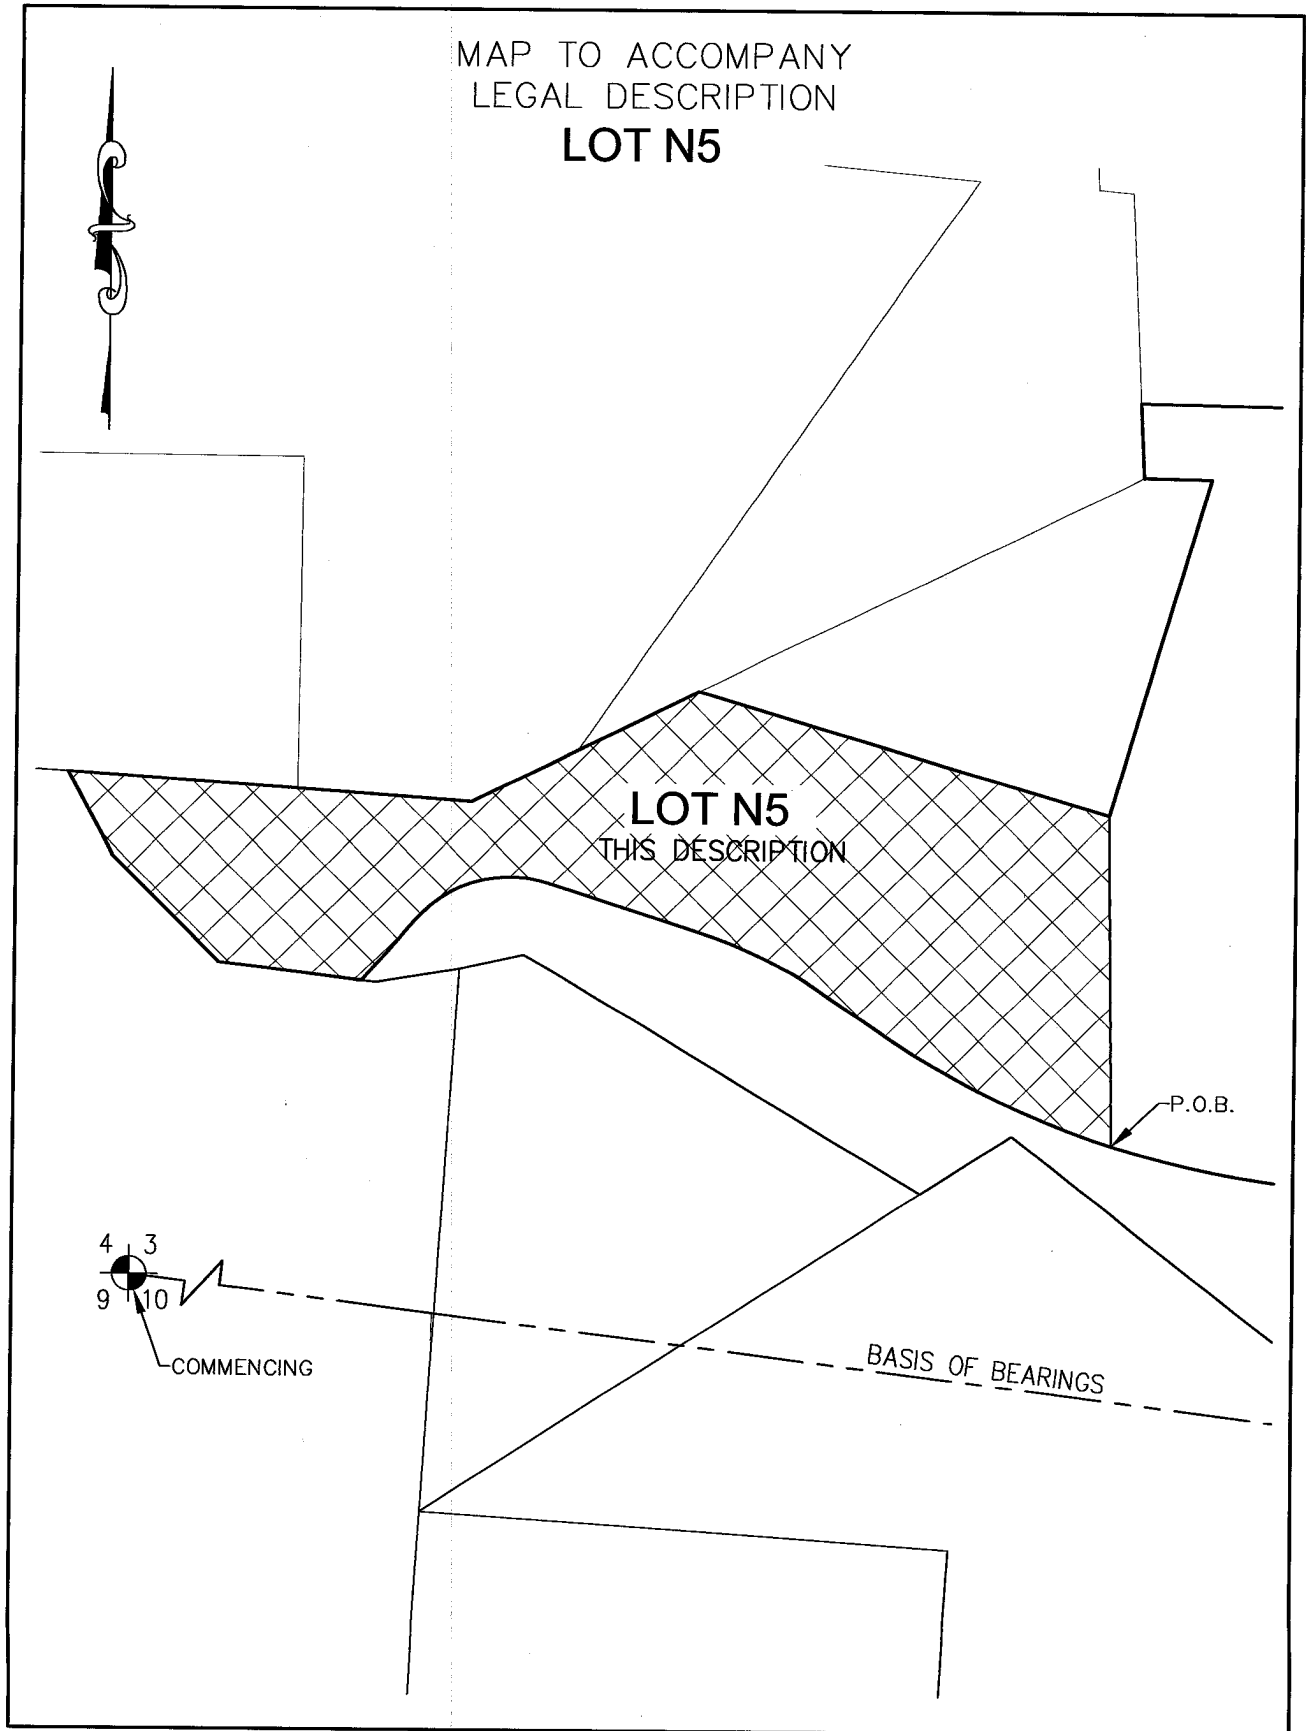 MAP TO ACCOMPANY
LEGAL DESCRIPTION
LOT N5
LOT N5
THIS DESCRIPTION
P.O.B.
4 3
9 10
COMMENCING
BASIS OF BEARINGS